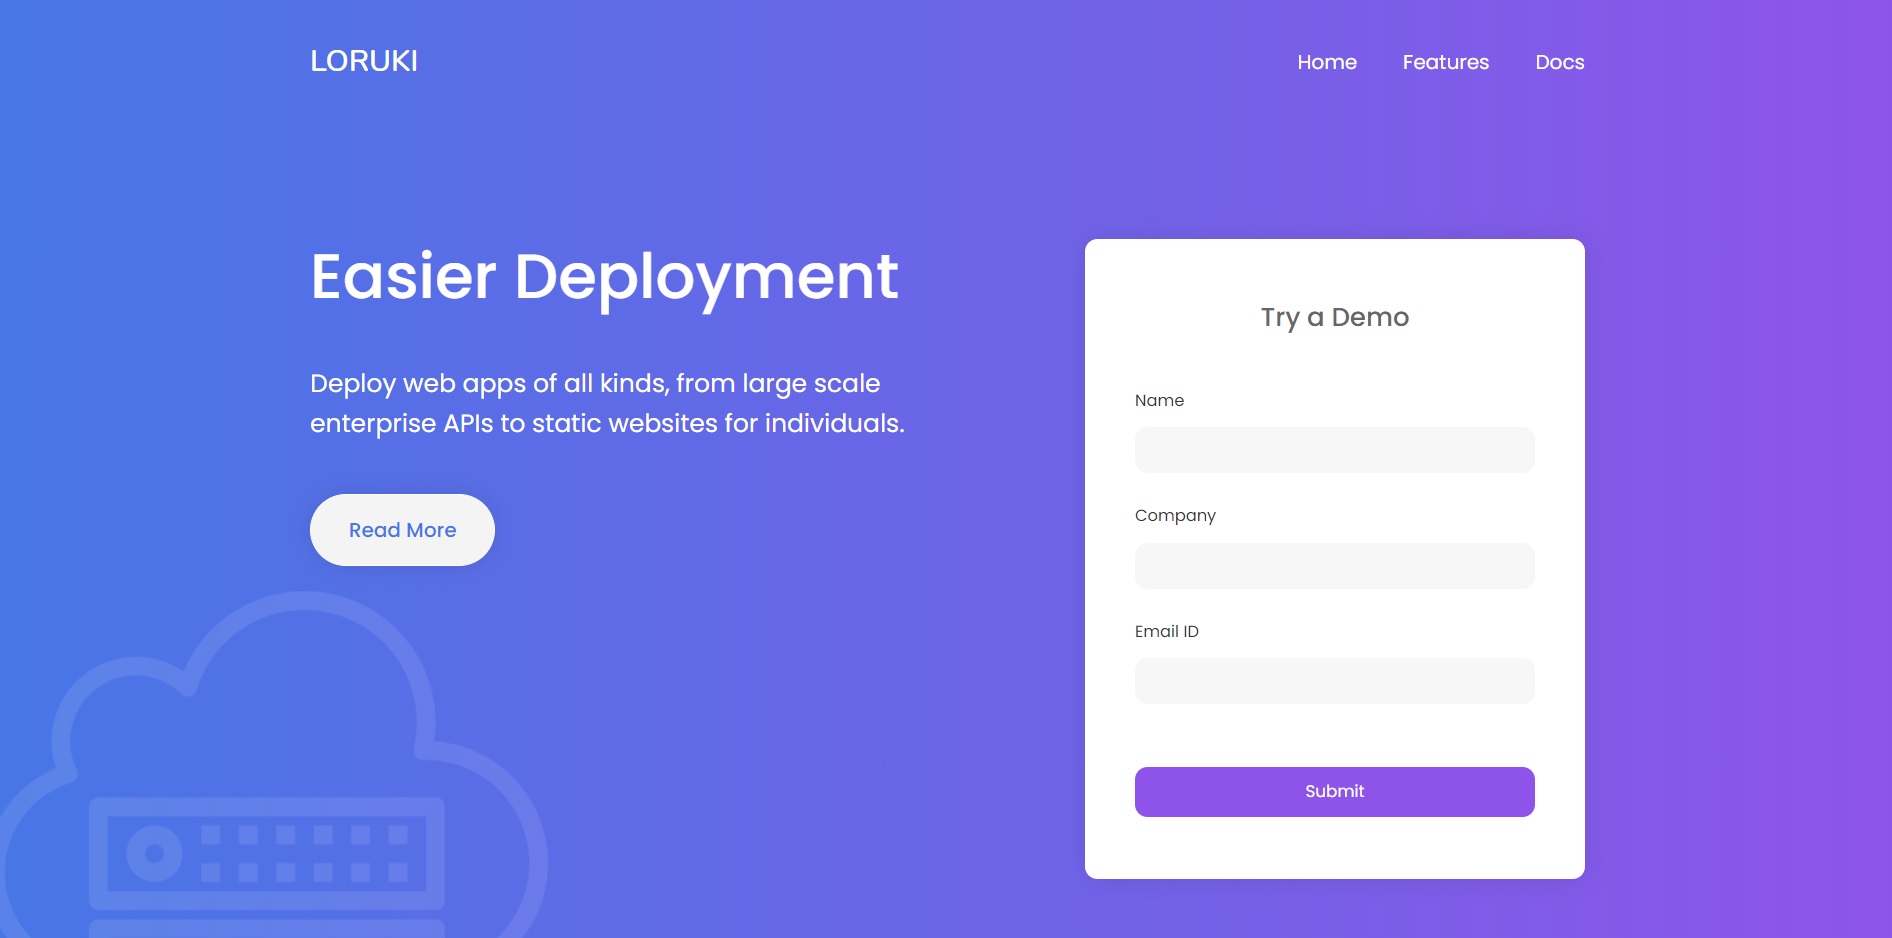 LORUKI
Home Features Docs
Easier Deployment
Deploy web apps of all kinds, from large scale
enterprise APIs to static websites for individuals.
Read More
Try a Demo
Name
Company
Email ID
Submit